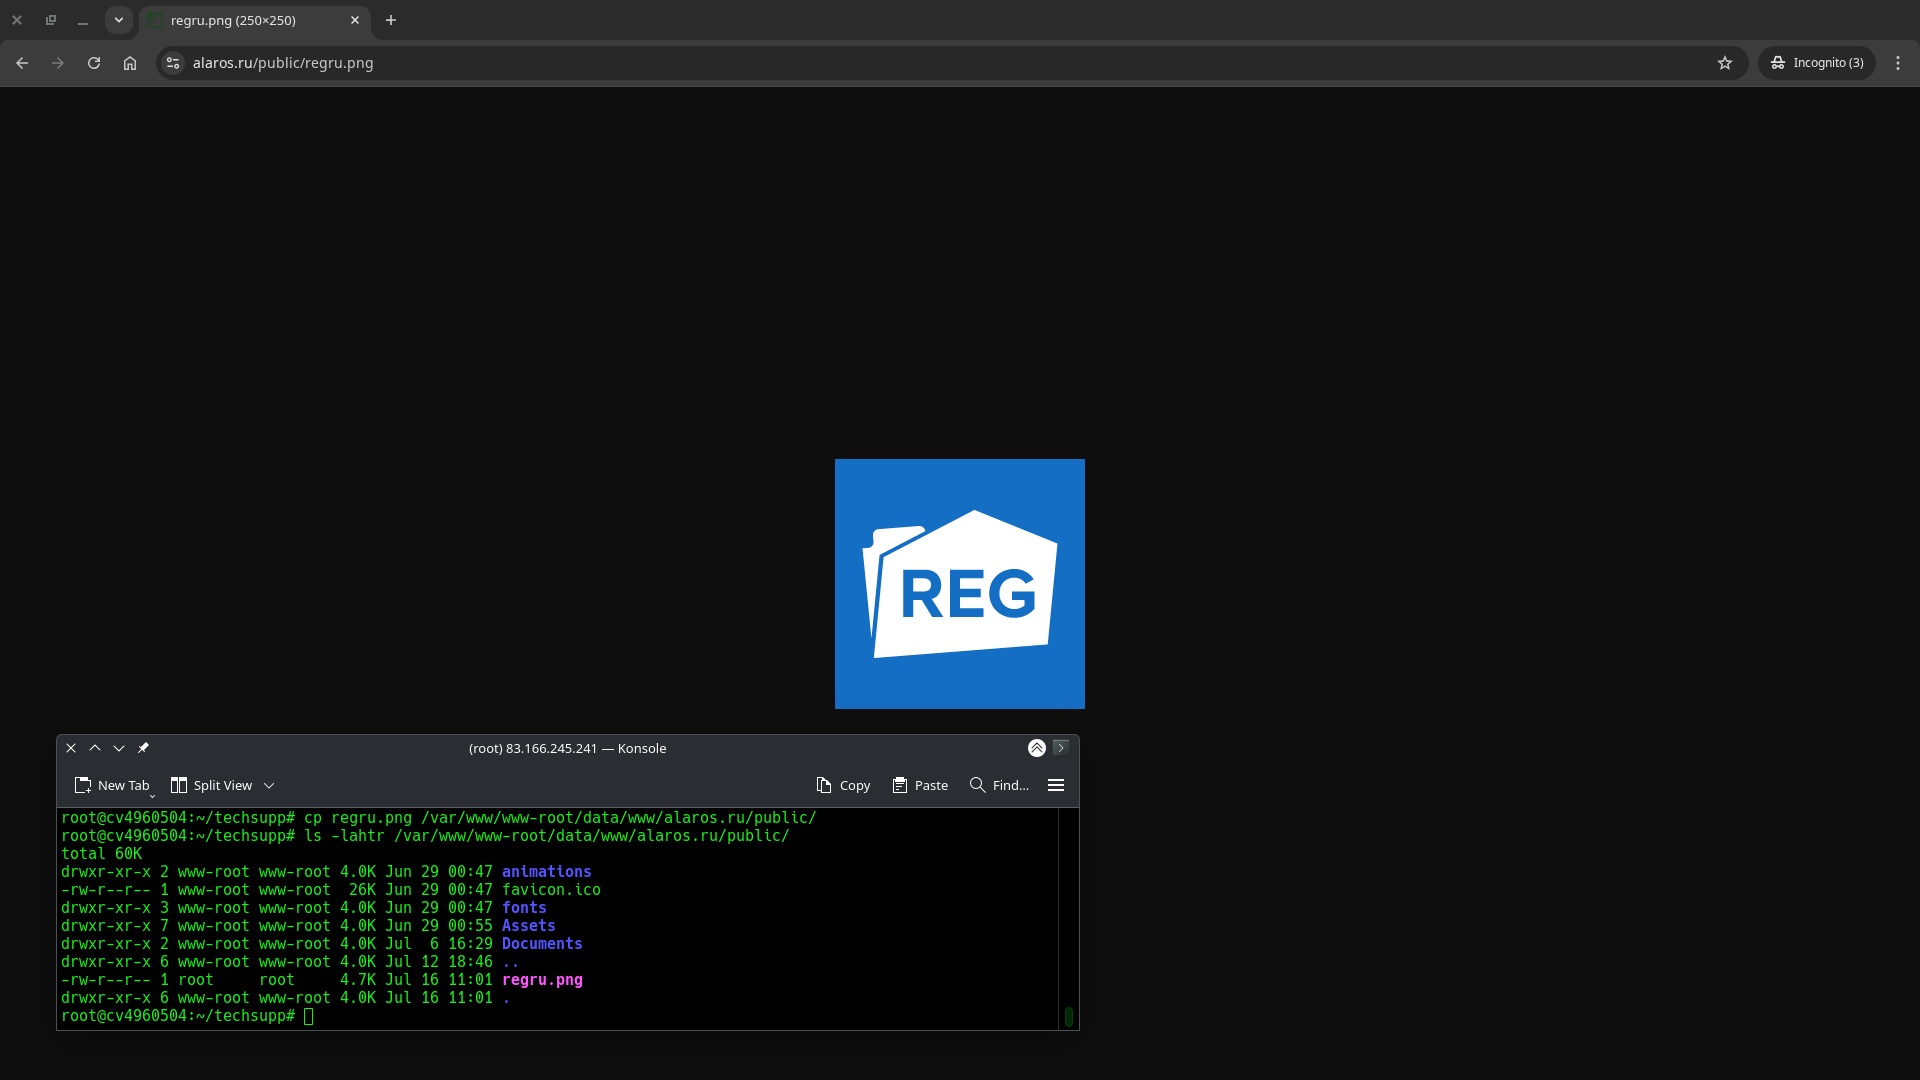 regru.png (250×250)
alaros.ru/public/regru.png
Incognito (3)
REG
(root) 83.166.245.241 — Konsole
New Tab
Split View
Copy
Paste
Find...
root@cv4960504:~/techsupp# cp regru.png /var/www/www-root/data/www/alaros.ru/public/
root@cv4960504:~/techsupp# ls -lahtr /var/www/www-root/data/www/alaros.ru/public/
total 60K
drwxr-xr-x 2 www-root www-root 4.0K Jun 29 00:47 animations
-rw-r--r-- 1 www-root www-root  26K Jun 29 00:47 favicon.ico
drwxr-xr-x 3 www-root www-root 4.0K Jun 29 00:47 fonts
drwxr-xr-x 7 www-root www-root 4.0K Jun 29 00:55 Assets
drwxr-xr-x 2 www-root www-root 4.0K Jul  6 16:29 Documents
drwxr-xr-x 6 www-root www-root 4.0K Jul 12 18:46 ..
-rw-r--r-- 1 root     root     4.7K Jul 16 11:01 regru.png
drwxr-xr-x 6 www-root www-root 4.0K Jul 16 11:01 .
root@cv4960504:~/techsupp#